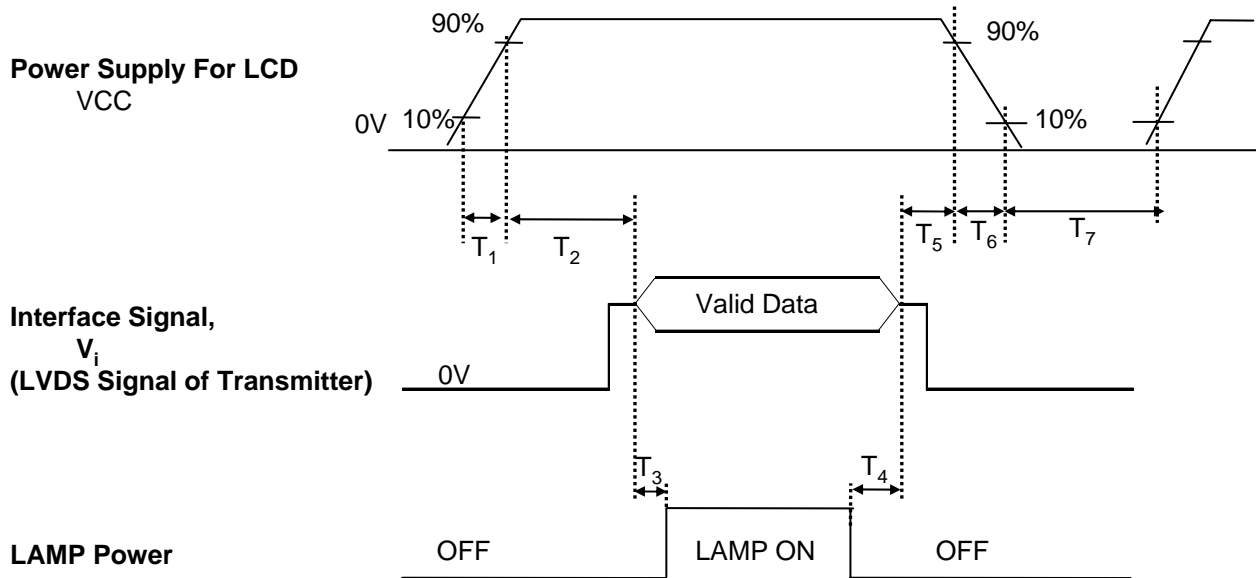 90%
90%
Power Supply For LCD
VCC
0V
10%
10%
T1
T2
T5
T6
T7
Valid Data
Interface Signal,
Vi
(LVDS Signal of Transmitter)
0V
T3
T4
LAMP Power
OFF
LAMP ON
OFF